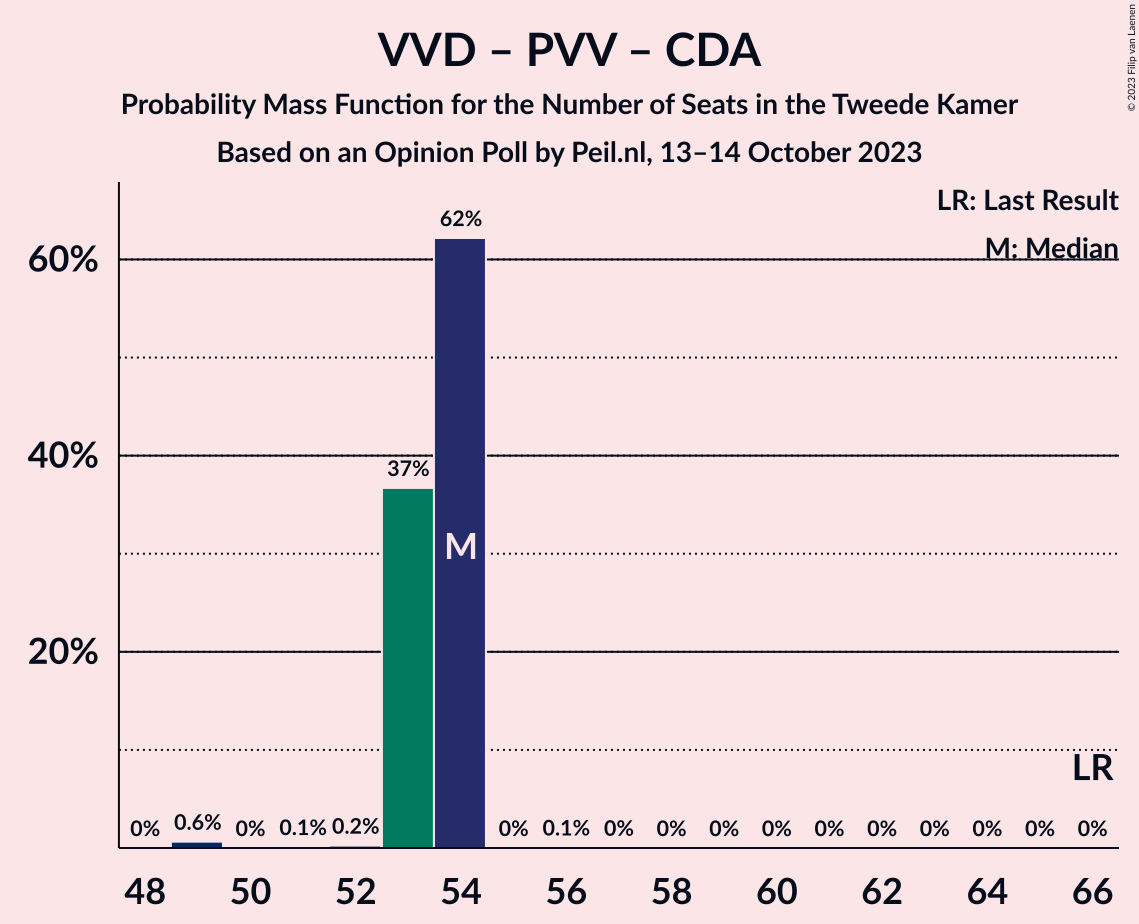 VVD – PVV – CDA
Probability Mass Function for the Number of Seats in the Tweede Kamer
Based on an Opinion Poll by Peil.nl, 13–14 October 2023
© 2023 Filip van Laenen
LR: Last Result
M: Median
60%
40%
20%
62%
37%
M
LR
0% 0.6% 0% 0.1% 0.2% 0% 0.1% 0% 0% 0% 0% 0% 0% 0% 0% 0% 0%
48 50 52 54 56 58 60 62 64 66